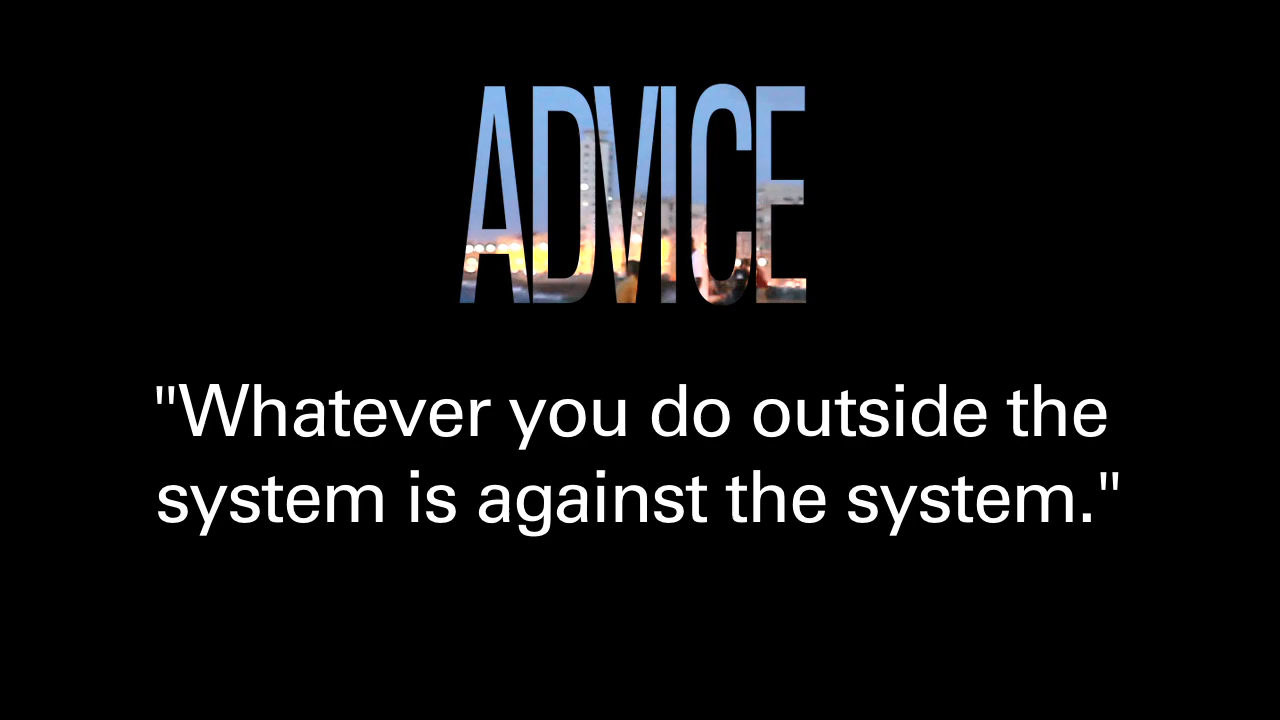 ADVICE
"Whatever you do outside the
system is against the system."